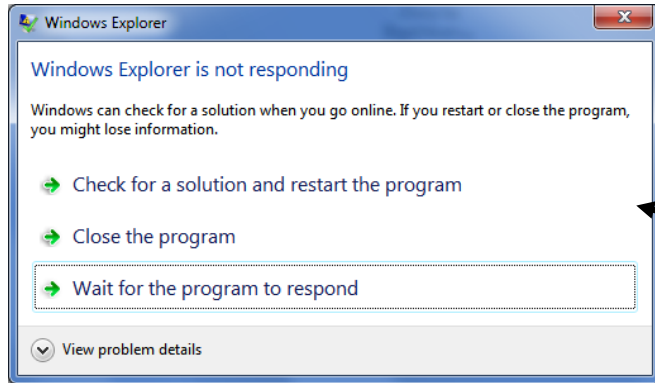 Windows Explorer
Windows Explorer is not responding
Windows can check for a solution when you go online. If you restart or close the program,
you might lose information.
Check for a solution and restart the program
Close the program
Wait for the program to respond
View problem details